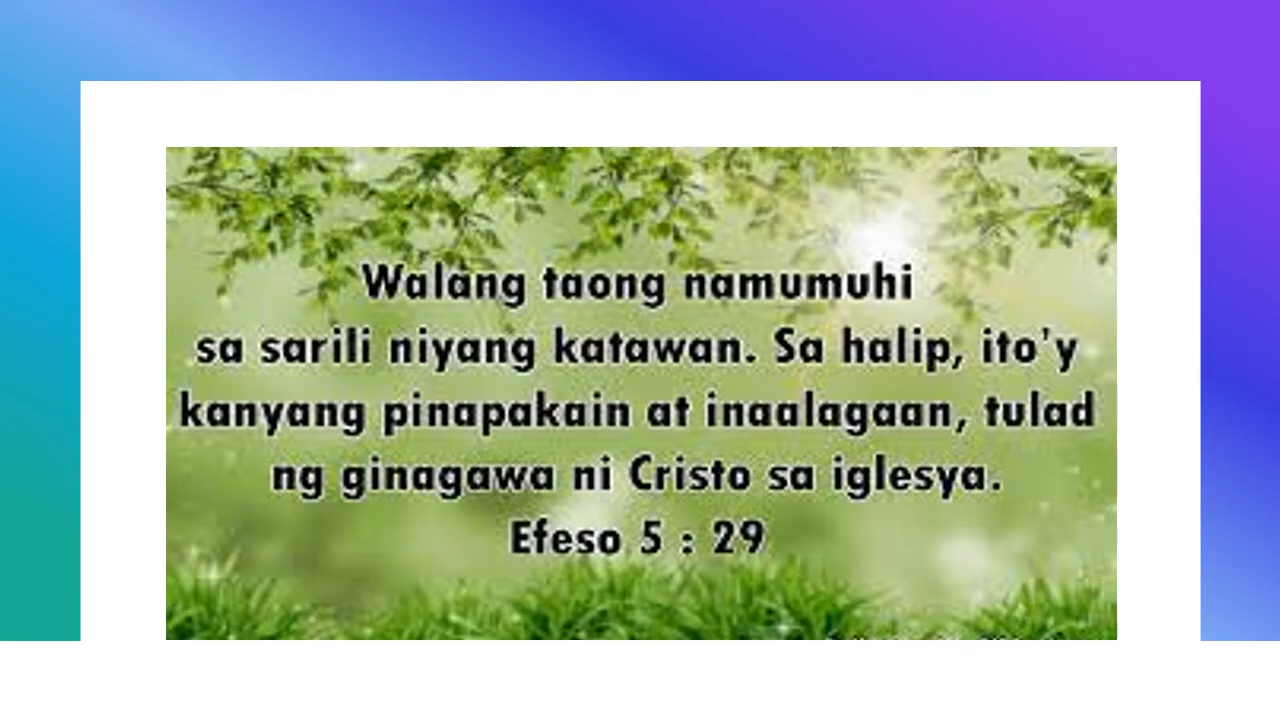 Walang taong namumuhi
sa sarili niyang katawan. Sa halip, ito'y
kanyang pinapakain at inaalagaan, tulad
ng ginagawa ni Cristo sa iglesya.
Efeso 5 : 29